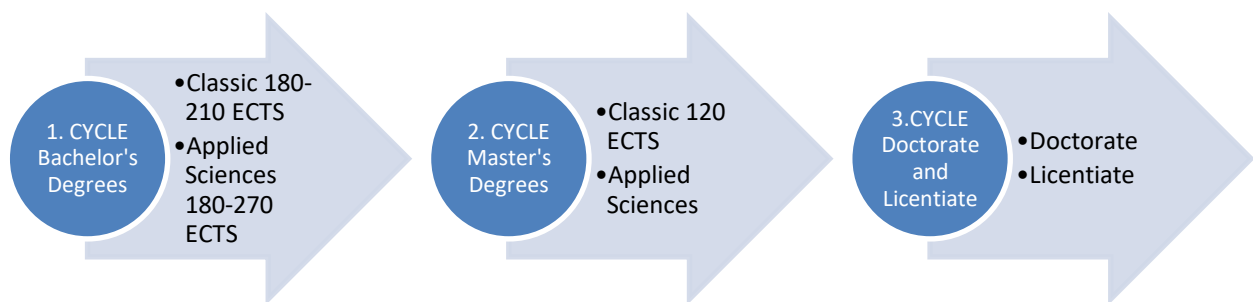 1. CYCLE
Bachelor's
Degrees
•Classic 180-
210 ECTS
•Applied
Sciences
180-270
ECTS
2. CYCLE
Master's
Degrees
•Classic 120
ECTS
•Applied
Sciences
3.CYCLE
Doctorate
and
Licentiate
•Doctorate
•Licentiate